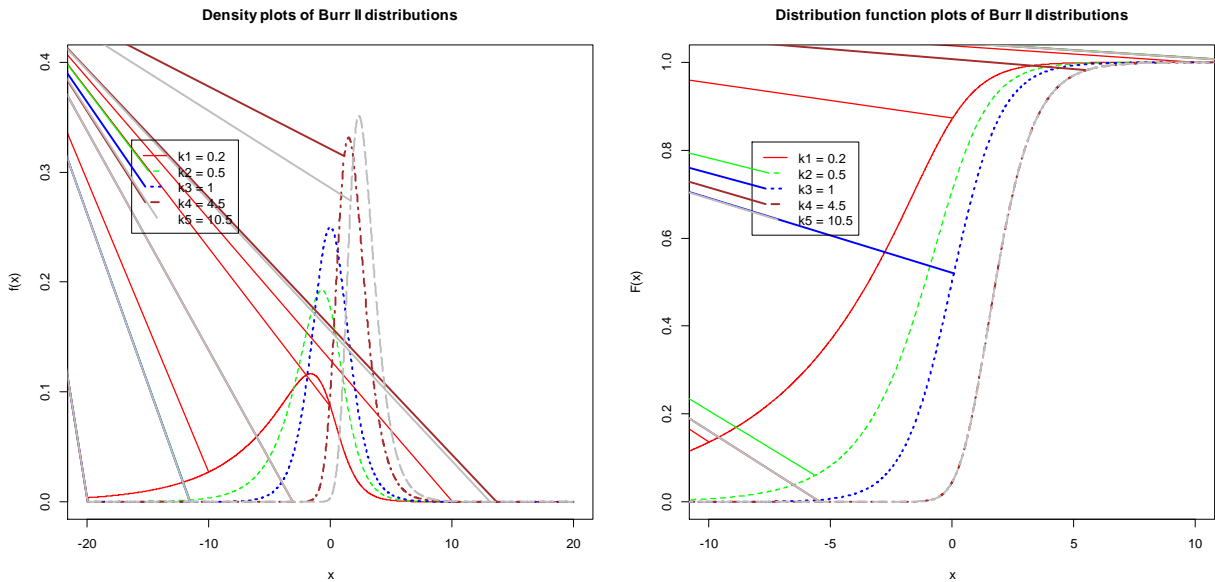 Density plots of Burr II distributions
f(x)
0.4
0.3
0.2
0.1
0.0
k1 = 0.2
k2 = 0.5
k3 = 1
k4 = 4.5
k5 = 10.5
-20
-10
0
10
20
x
Distribution function plots of Burr II distributions
F(x)
1.0
0.8
0.6
0.4
0.2
0.0
k1 = 0.2
k2 = 0.5
k3 = 1
k4 = 4.5
k5 = 10.5
-10
-5
0
5
10
x